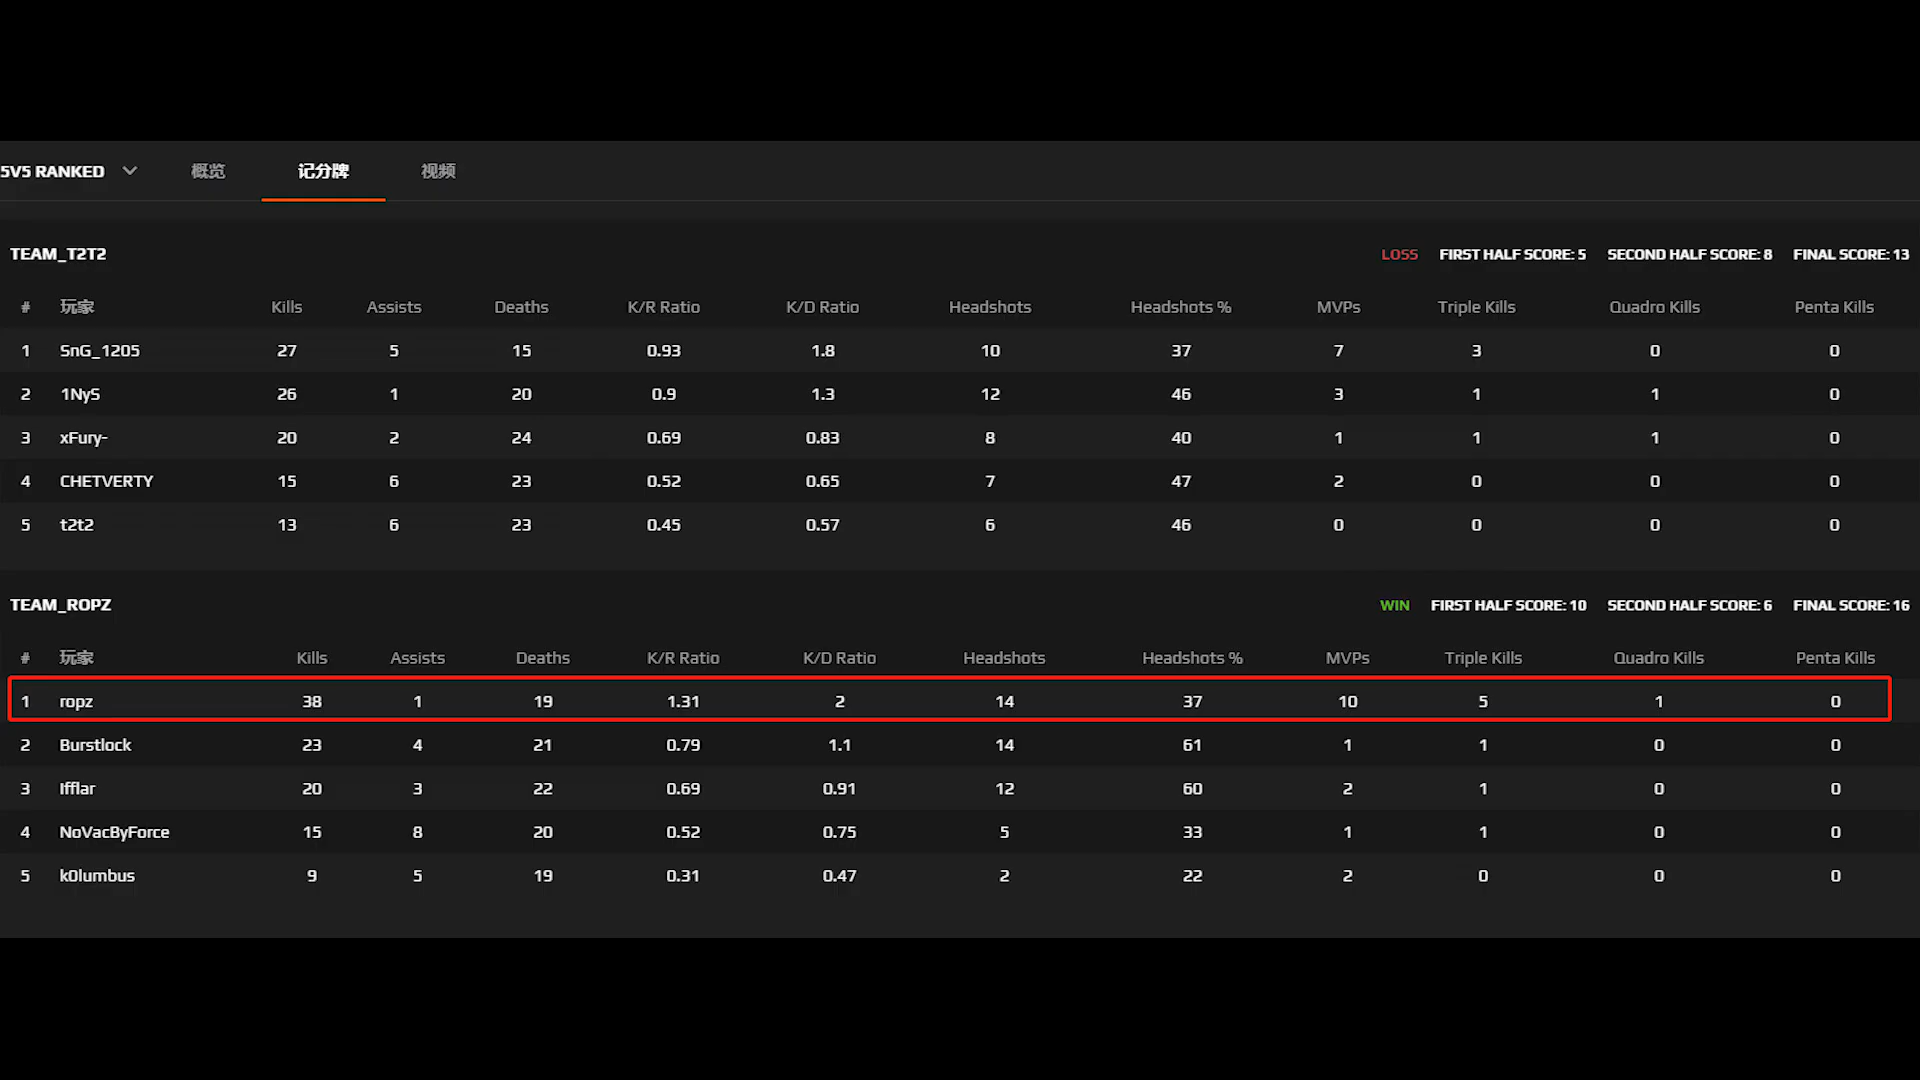 5V5 RANKED 概览 记分牌 视频
TEAM_T2T2 LOSS FIRST HALF SCORE: 5 SECOND HALF SCORE: 8 FINAL SCORE: 13
# 玩家 Kills Assists Deaths K/R Ratio K/D Ratio Headshots Headshots % MVPs Triple Kills Quadro Kills Penta Kills
1 SnG_1205 27 5 15 0.93 1.8 10 37 7 3 0 0
2 1NyS 26 1 20 0.9 1.3 12 46 3 1 1 0
3 xFury- 20 2 24 0.69 0.83 8 40 1 1 1 0
4 CHETVERTY 15 6 23 0.52 0.65 7 47 2 0 0 0
5 t2t2 13 6 23 0.45 0.57 6 46 0 0 0 0
TEAM_ROPZ WIN FIRST HALF SCORE: 10 SECOND HALF SCORE: 6 FINAL SCORE: 16
# 玩家 Kills Assists Deaths K/R Ratio K/D Ratio Headshots Headshots % MVPs Triple Kills Quadro Kills Penta Kills
1 ropz 38 1 19 1.31 2 14 37 10 5 1 0
2 Burstlock 23 4 21 0.79 1.1 14 61 1 1 0 0
3 Ifflar 20 3 22 0.69 0.91 12 60 2 1 0 0
4 NoVacByForce 15 8 20 0.52 0.75 5 33 1 1 0 0
5 k0lumbus 9 5 19 0.31 0.47 2 22 2 0 0 0